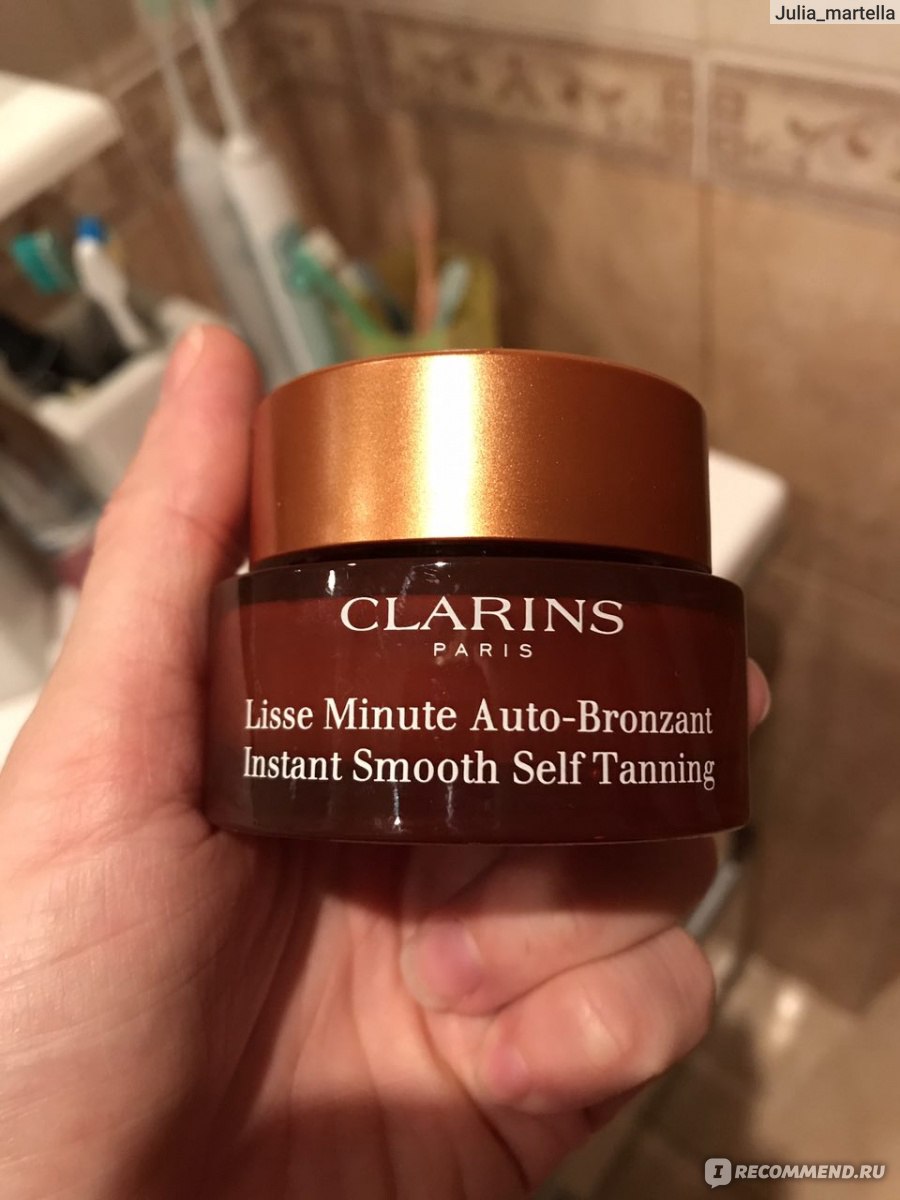 Julia_martella
CLARINS
PARIS
Lisse Minute Auto-Bronzant
Instant Smooth Self Tanning
IRECOMMEND.RU